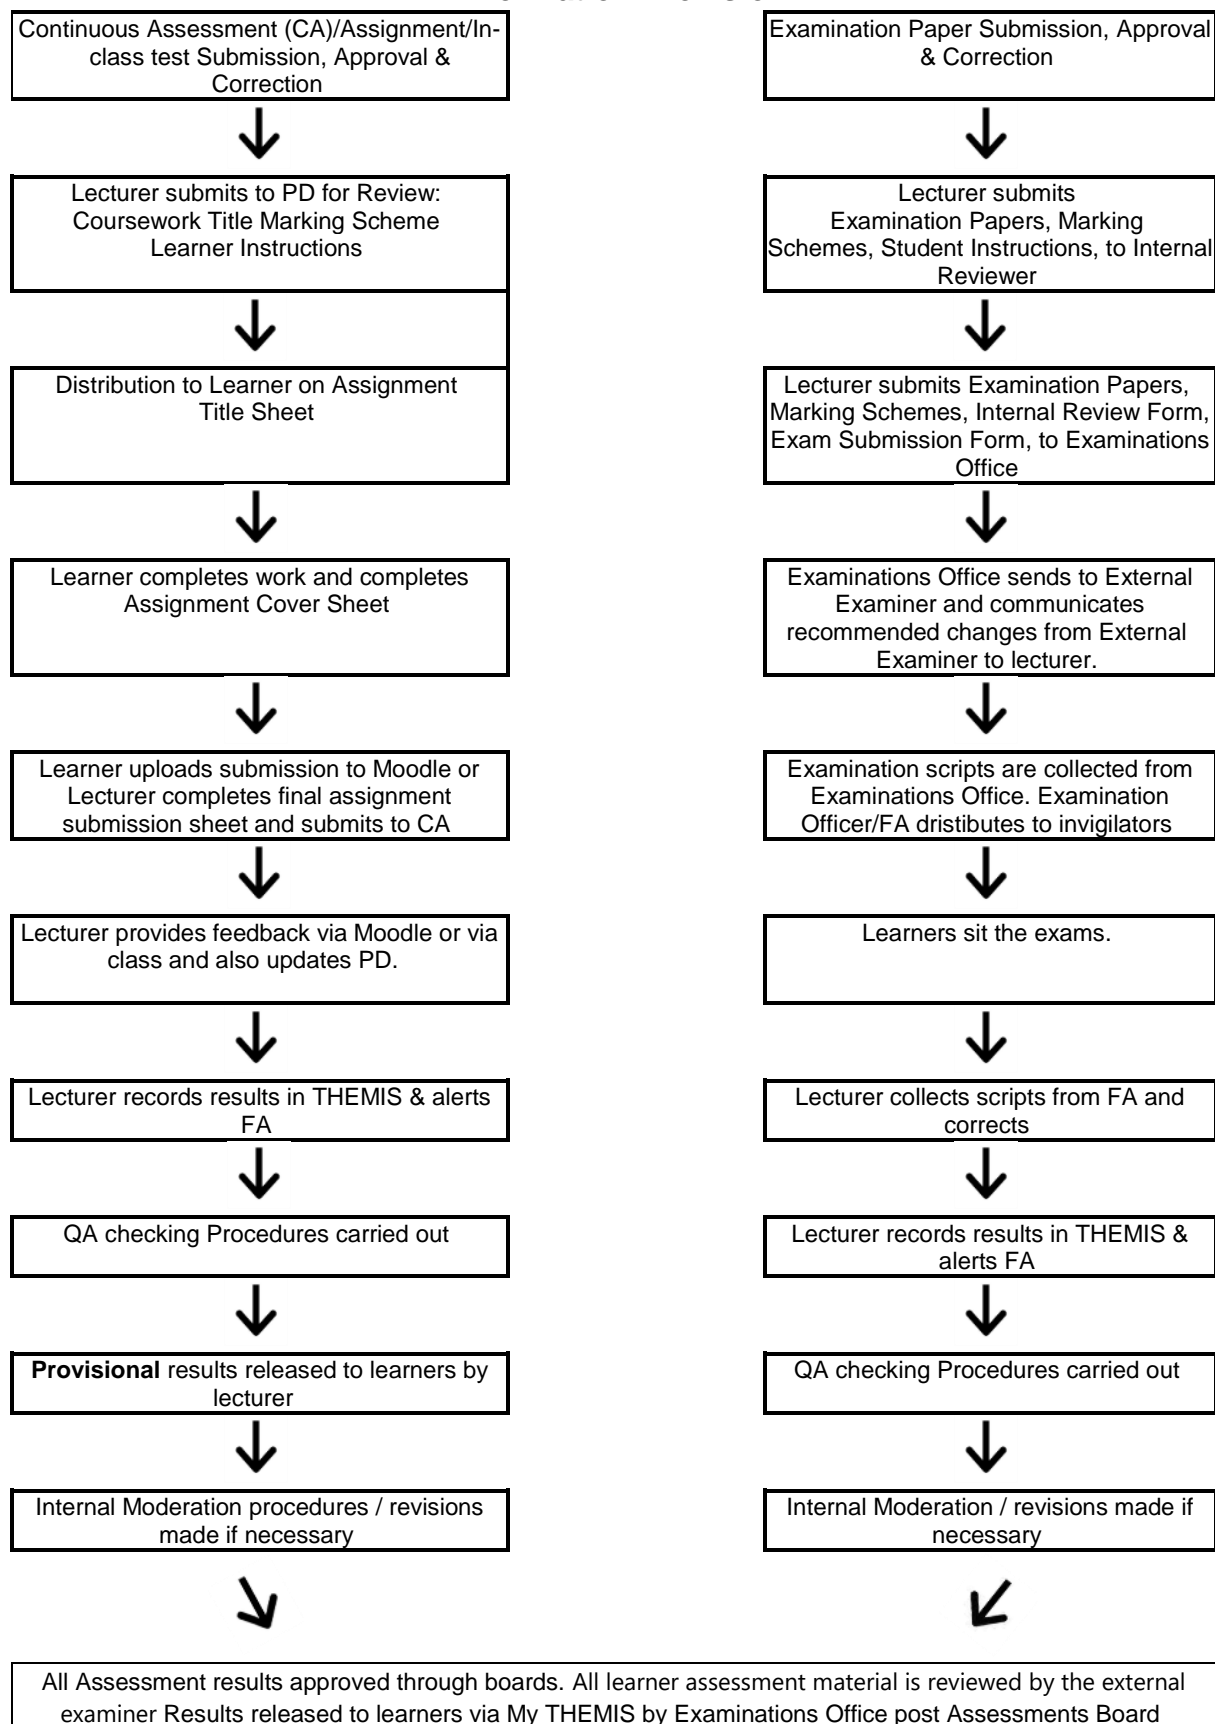 Continuous Assessment (CA)/Assignment/In-
class test Submission, Approval &
Correction
Lecturer submits to PD for Review:
Coursework Title Marking Scheme
Learner Instructions
Distribution to Learner on Assignment
Title Sheet
Learner completes work and completes
Assignment Cover Sheet
Learner uploads submission to Moodle or
Lecturer completes final assignment
submission sheet and submits to CA
Lecturer provides feedback via Moodle or via
class and also updates PD.
Lecturer records results in THEMIS & alerts
FA
QA checking Procedures carried out
Provisional results released to learners by
lecturer
Internal Moderation procedures / revisions
made if necessary
Examination Paper Submission, Approval
& Correction
Lecturer submits
Examination Papers, Marking
Schemes, Student Instructions, to Internal
Reviewer
Lecturer submits Examination Papers,
Marking Schemes, Internal Review Form,
Exam Submission Form, to Examinations
Office
Examinations Office sends to External
Examiner and communicates
recommended changes from External
Examiner to lecturer.
Examination scripts are collected from
Examinations Office. Examination
Officer/FA dristibutes to invigilators
Learners sit the exams.
Lecturer collects scripts from FA and
corrects
Lecturer records results in THEMIS &
alerts FA
QA checking Procedures carried out
Internal Moderation / revisions made if
necessary
All Assessment results approved through boards. All learner assessment material is reviewed by the external
examiner Results released to learners via My THEMIS by Examinations Office post Assessments Board